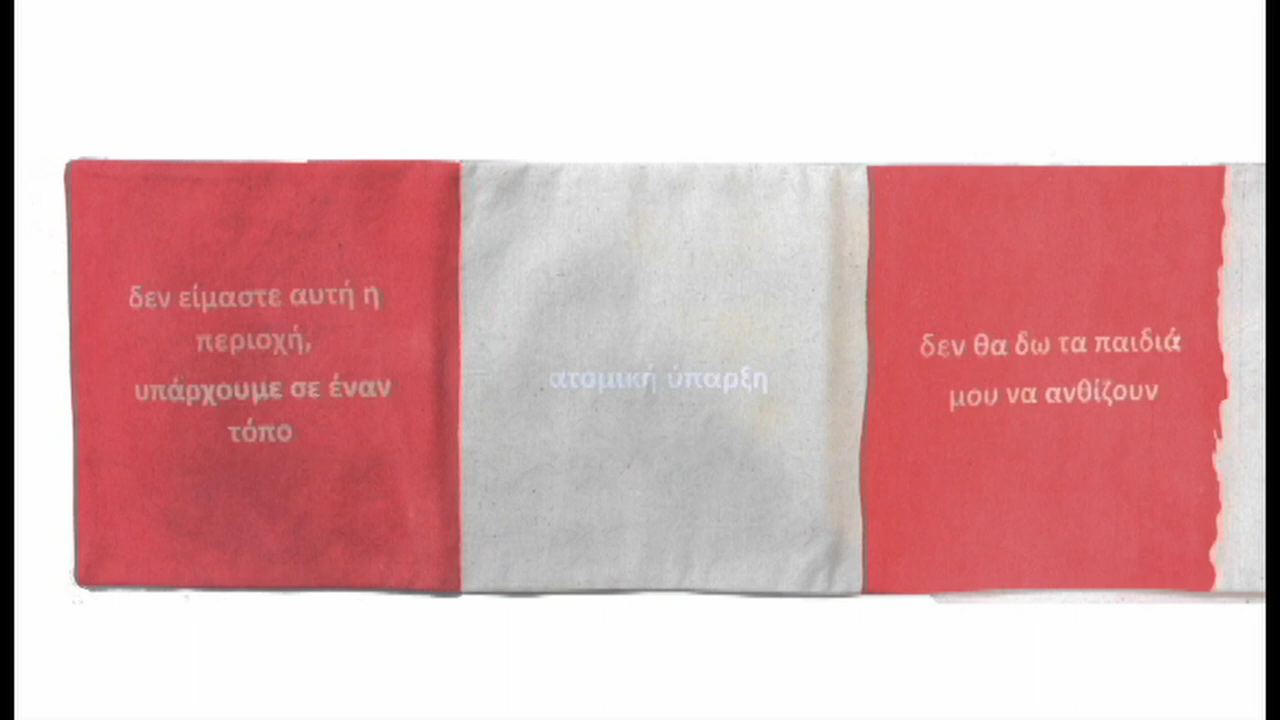 δεν είμαστε αυτή η
περιοχή,
υπάρχουμε σε έναν
τόπο
ατομική ύπαρξη
δεν θα δω τα παιδιά
μου να ανθίζουν